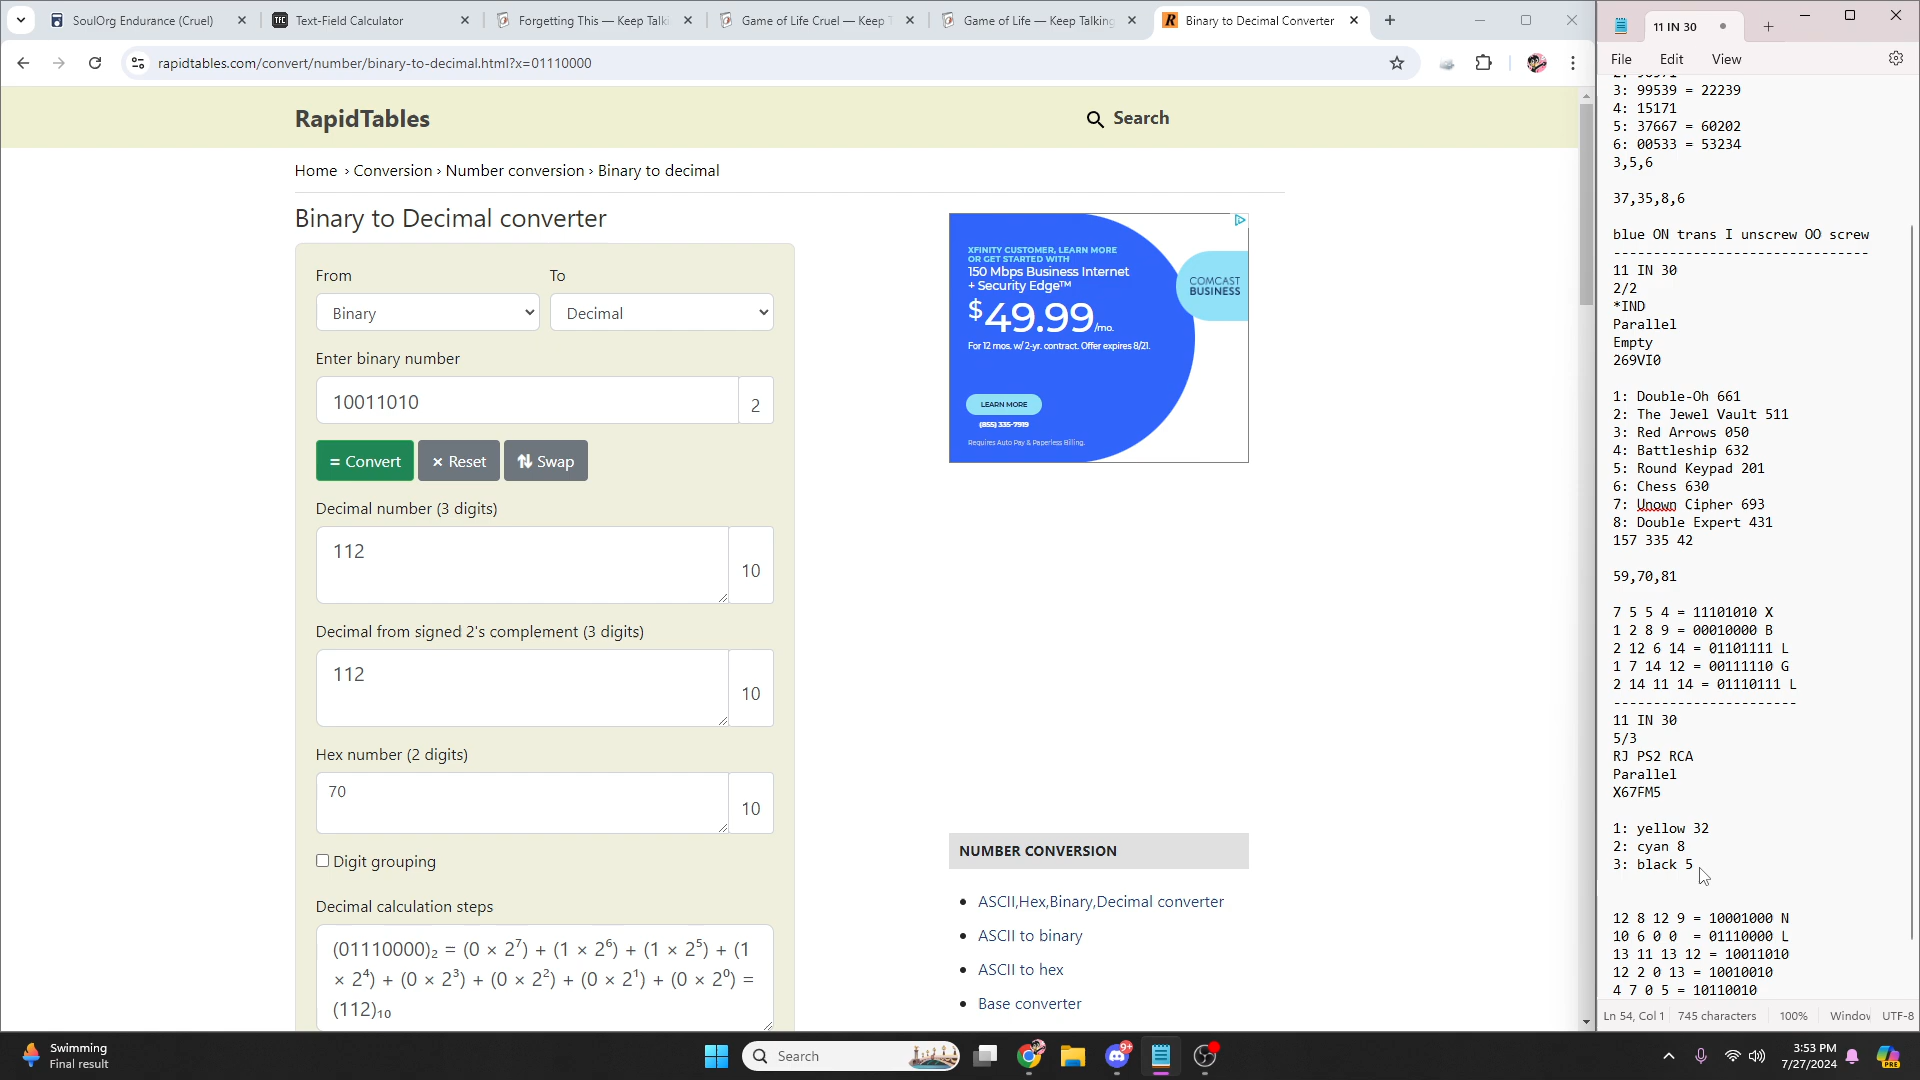 SoulOrg Endurance (Cruel)
Text-Field Calculator
Forgetting This — Keep Talki
Game of Life Cruel — Keep T
Game of Life — Keep Talking
Binary to Decimal Converter
11 IN 30
rapidtables.com/convert/number/binary-to-decimal.html?x=01110000
File Edit View
RapidTables
Search
Home › Conversion › Number conversion › Binary to decimal
Binary to Decimal converter
From
To
Binary
Decimal
Enter binary number
10011010
2
= Convert
× Reset
Swap
Decimal number (3 digits)
112
10
Decimal from signed 2's complement (3 digits)
112
10
Hex number (2 digits)
70
10
Digit grouping
Decimal calculation steps
(01110000)₂ = (0 × 2⁷) + (1 × 2⁶) + (1 × 2⁵) + (1
× 2⁴) + (0 × 2³) + (0 × 2²) + (0 × 2¹) + (0 × 2⁰) =
(112)₁₀
XFINITY CUSTOMER, LEARN MORE
OR GET STARTED WITH
150 Mbps Business Internet
+ Security Edge™
$49.99/mo.
For 12 mos. w/ 2-yr. contract. Offer expires 8/21.
COMCAST
BUSINESS
LEARN MORE
(855) 335-7919
Requires Auto Pay & Paperless Billing.
NUMBER CONVERSION
ASCII,Hex,Binary,Decimal converter
ASCII to binary
ASCII to hex
Base converter
3: 99539 = 22239
4: 15171
5: 37667 = 60202
6: 00533 = 53234
3,5,6
37,35,8,6
blue ON trans I unscrew OO screw
------------------------------- 
11 IN 30
2/2
*IND
Parallel
Empty
269VI0
1: Double-Oh 661
2: The Jewel Vault 511
3: Red Arrows 050
4: Battleship 632
5: Round Keypad 201
6: Chess 630
7: Unown Cipher 693
8: Double Expert 431
157 335 42
59,70,81
7 5 5 4 = 11101010 X
1 2 8 9 = 00010000 B
2 12 6 14 = 01101111 L
1 7 14 12 = 00111110 G
2 14 11 14 = 01110111 L
-----------------------
11 IN 30
5/3
RJ PS2 RCA
Parallel
X67FM5
1: yellow 32
2: cyan 8
3: black 5
12 8 12 9 = 10001000 N
10 6 0 0  = 01110000 L
13 11 13 12 = 10011010
12 2 0 13 = 10010010
4 7 0 5 = 10110010
Ln 54, Col 1
745 characters
100%
Window
UTF-8
Swimming
Final result
Search
9+
PRE
3:53 PM
7/27/2024